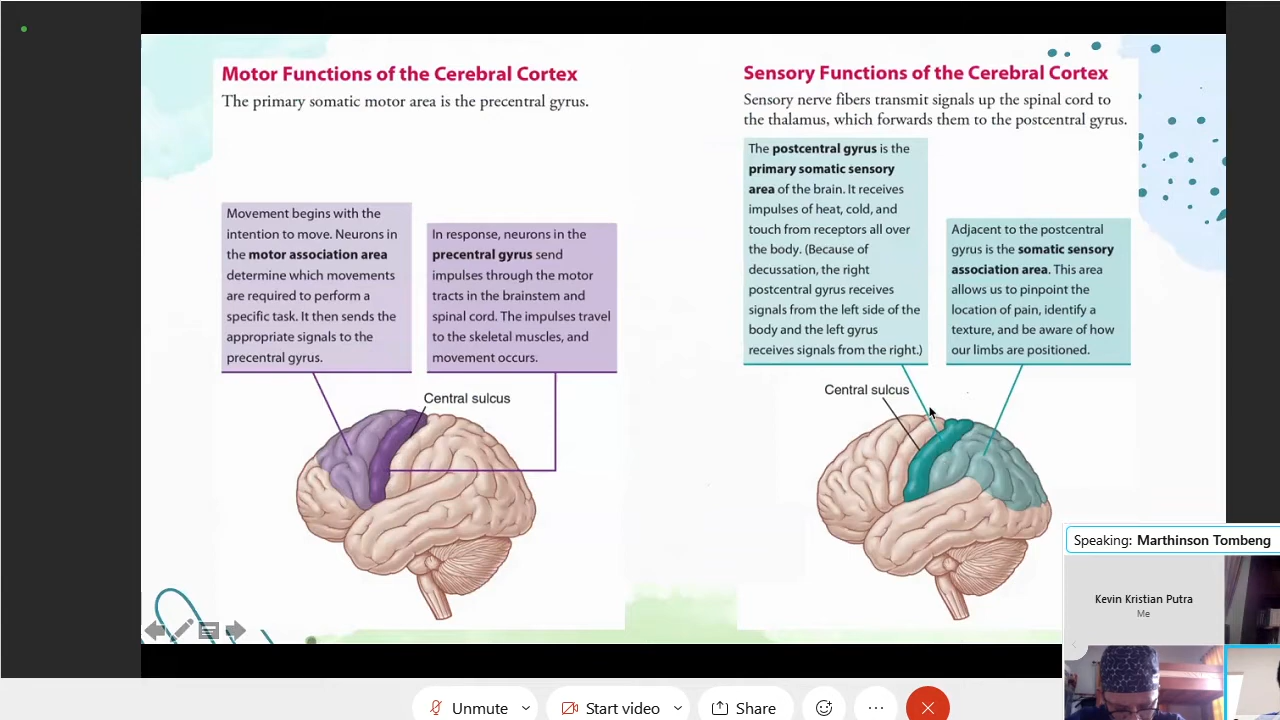 Motor Functions of the Cerebral Cortex
The primary somatic motor area is the precentral gyrus.
Movement begins with the
intention to move. Neurons in
the motor association area
determine which movements
are required to perform a
specific task. It then sends the
appropriate signals to the
precentral gyrus.
In response, neurons in the
precentral gyrus send
impulses through the motor
tracts in the brainstem and
spinal cord. The impulses travel
to the skeletal muscles, and
movement occurs.
Central sulcus
Sensory Functions of the Cerebral Cortex
Sensory nerve fibers transmit signals up the spinal cord to
the thalamus, which forwards them to the postcentral gyrus.
The postcentral gyrus is the
primary somatic sensory
area of the brain. It receives
impulses of heat, cold, and
touch from receptors all over
the body. (Because of
decussation, the right
postcentral gyrus receives
signals from the left side of the
body and the left gyrus
receives signals from the right.)
Adjacent to the postcentral
gyrus is the somatic sensory
association area. This area
allows us to pinpoint the
location of pain, identify a
texture, and be aware of how
our limbs are positioned.
Central sulcus
Speaking: Marthinson Tombeng
Kevin Kristian Putra
Me
Unmute
Start video
Share